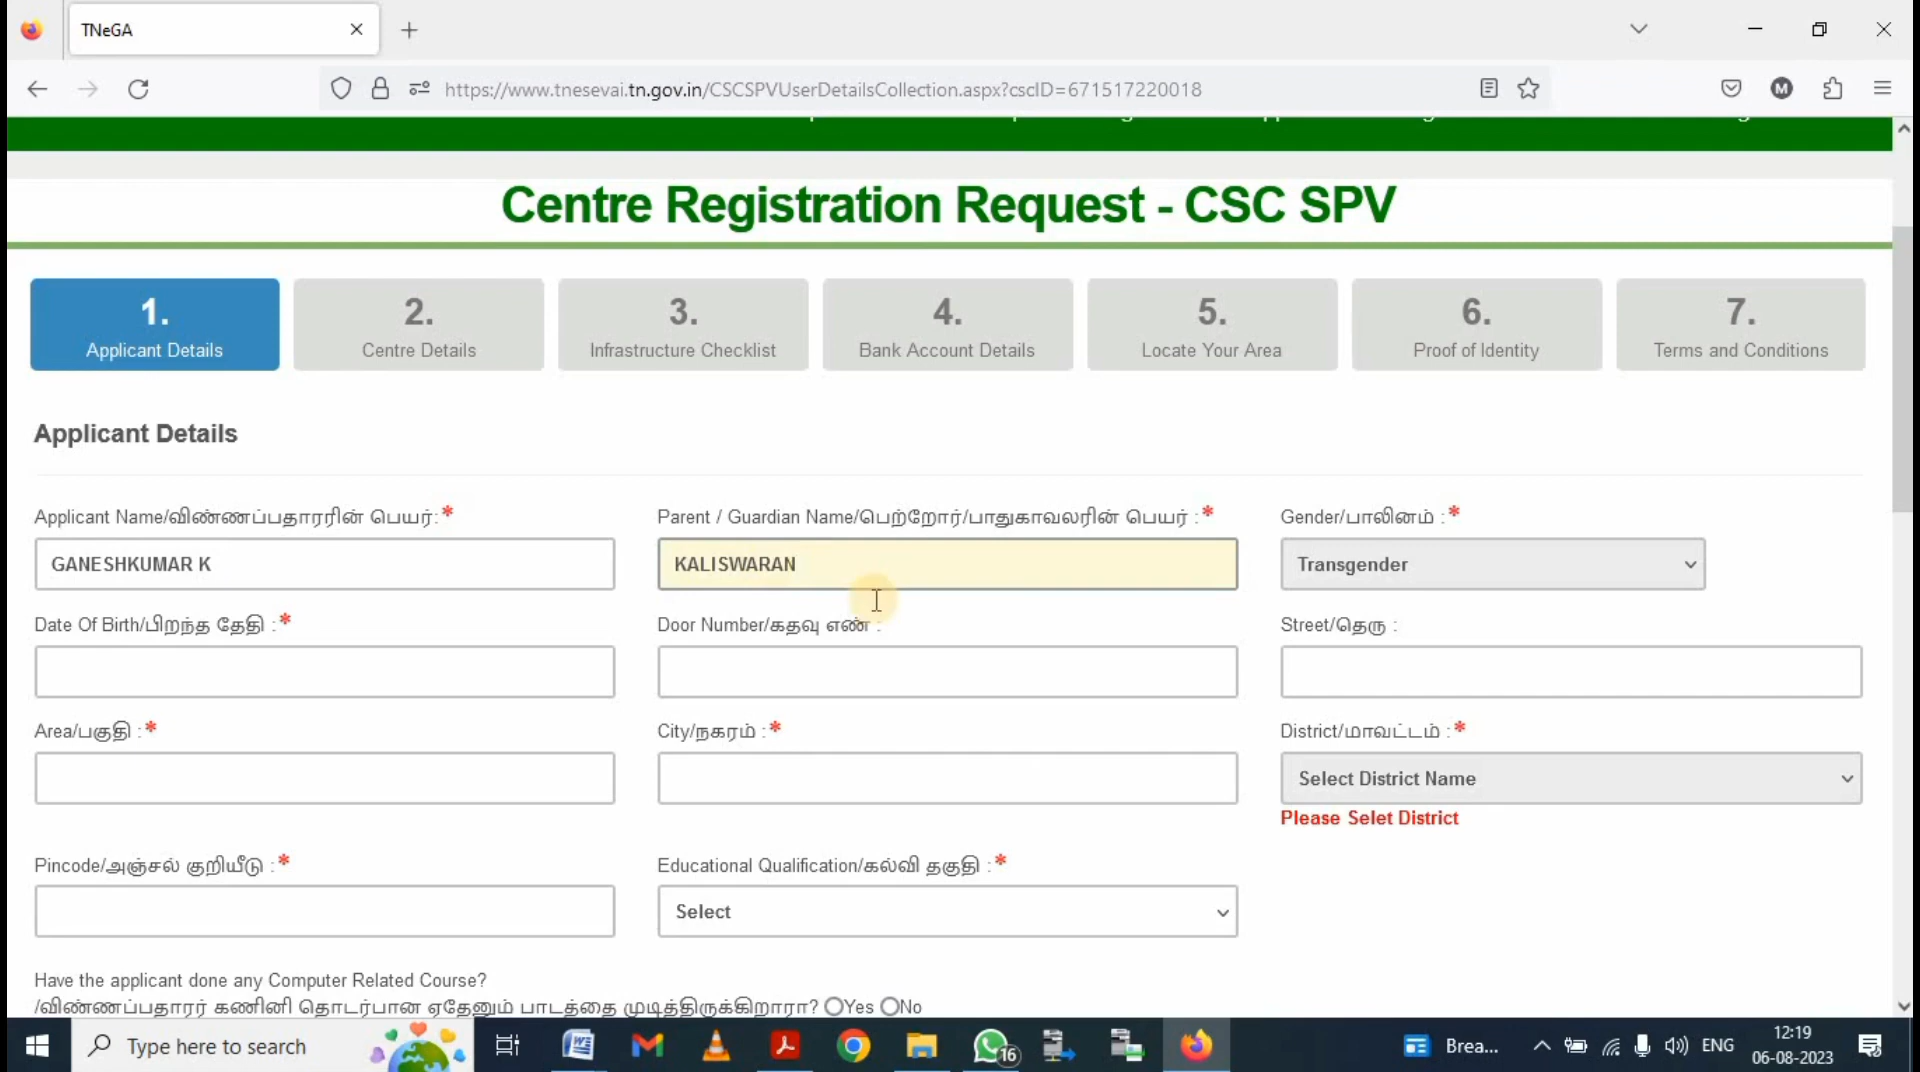 TNeGA
https://www.tnesevai.tn.gov.in/CSCSPVUserDetailsCollection.aspx?cscID=671517220018
M
Centre Registration Request - CSC SPV
1.
Applicant Details
2.
Centre Details
3.
Infrastructure Checklist
4.
Bank Account Details
5.
Locate Your Area
6.
Proof of Identity
7.
Terms and Conditions
Applicant Details
Applicant Name/விண்ணப்பதாரரின் பெயர்:*
Parent / Guardian Name/பெற்றோர்/பாதுகாவலரின் பெயர் :*
Gender/பாலினம் :*
GANESHKUMAR K
KALISWARAN
Transgender
Date Of Birth/பிறந்த தேதி :*
Door Number/கதவு எண் :
Street/தெரு :
Area/பகுதி :*
City/நகரம் :*
District/மாவட்டம் :*
Select District Name
Please Selet District
Pincode/அஞ்சல் குறியீடு :*
Educational Qualification/கல்வி தகுதி :*
Select
Have the applicant done any Computer Related Course?
/விண்ணப்பதாரர் கணினி தொடர்பான ஏதேனும் பாடத்தை முடித்திருக்கிறாரா? Yes No
Type here to search
16
Brea...
ENG
12:19
06-08-2023